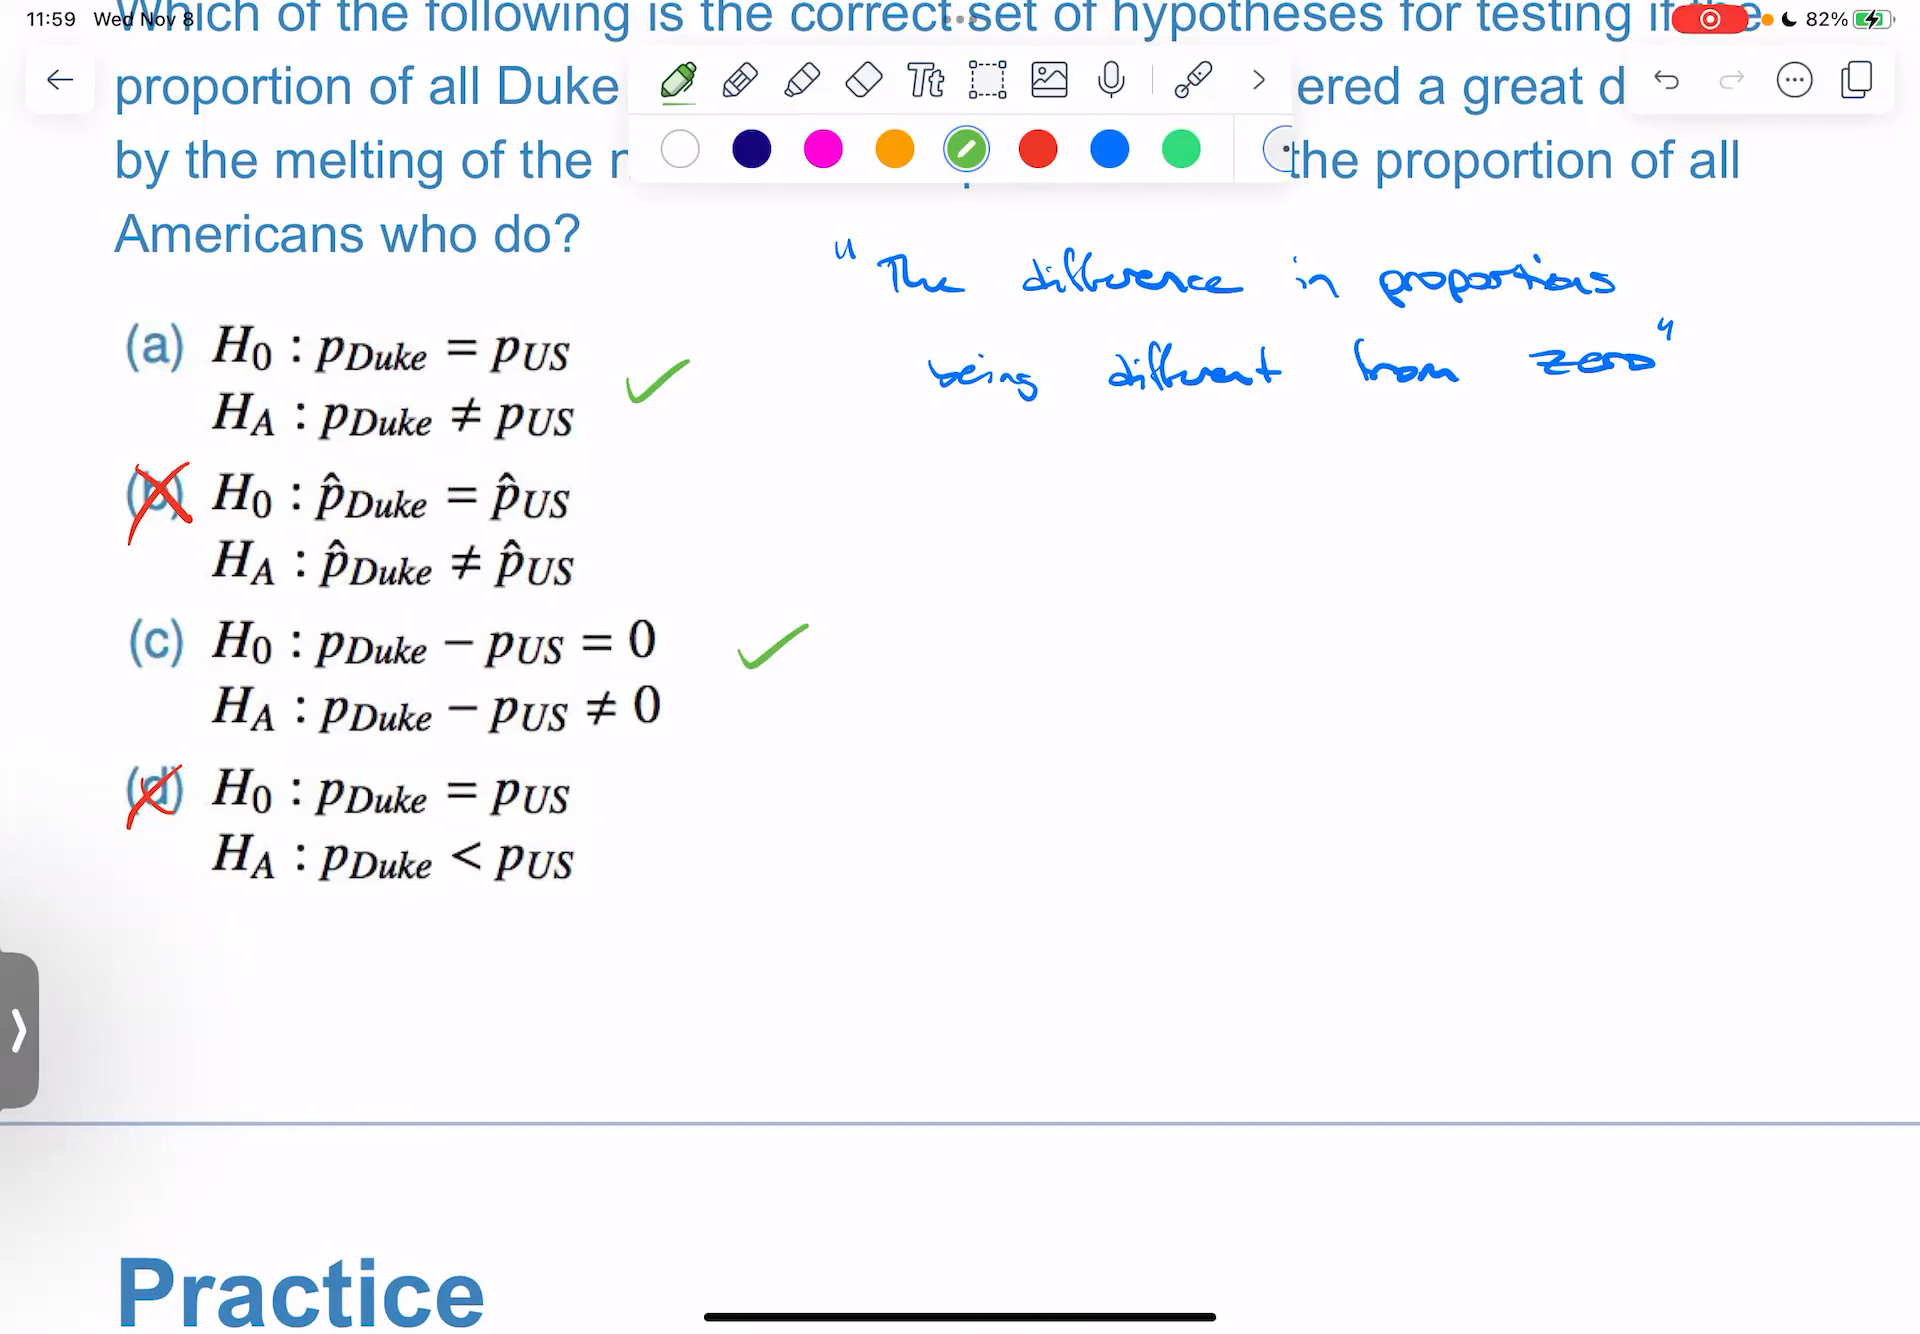 11:59 Wed Nov 8 82%
Which of the following is the correct set of hypotheses for testing if the
proportion of all Duke ered a great d
by the melting of the the proportion of all
Americans who do?
Tt
"The difference in proportions
being different from zero"
(a) H0 : pDuke = pUS
HA : pDuke ≠ pUS
(b) H0 : p̂Duke = p̂US
HA : p̂Duke ≠ p̂US
(c) H0 : pDuke − pUS = 0
HA : pDuke − pUS ≠ 0
(d) H0 : pDuke = pUS
HA : pDuke < pUS
Practice